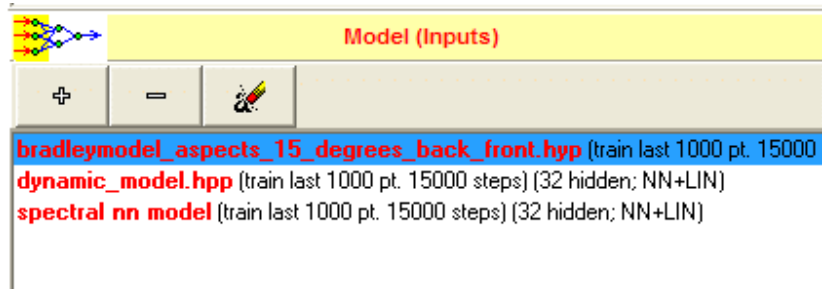 Model (Inputs)
bradleymodel_aspects_15_degrees_back_front.hyp (train last 1000 pt. 15000
dynamic_model.hpp (train last 1000 pt. 15000 steps) (32 hidden; NN+LIN)
spectral nn model (train last 1000 pt. 15000 steps) (32 hidden; NN+LIN)